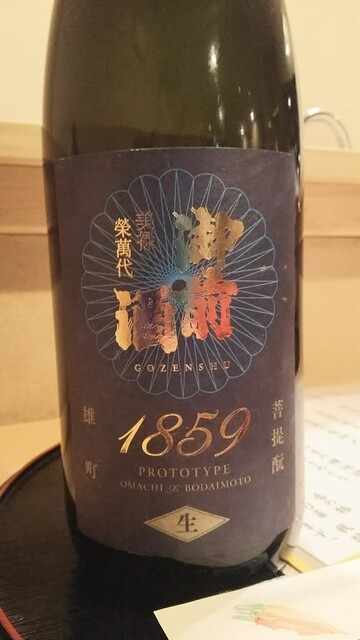 御前酒
美作
榮萬代
GOZENSHU
1859
PROTOTYPE
OMACHI & BODAIMOTO
雄町
菩提酛
生